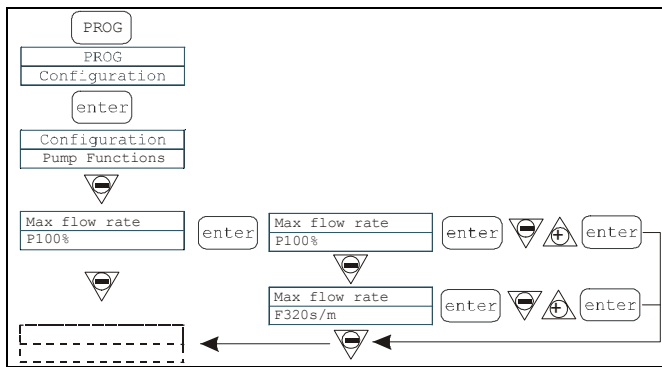 PROG
PROG
Configuration
enter
Configuration
Pump Functions
Max flow rate
P100%
enter
Max flow rate
P100%
enter
enter
Max flow rate
F320s/m
enter
enter